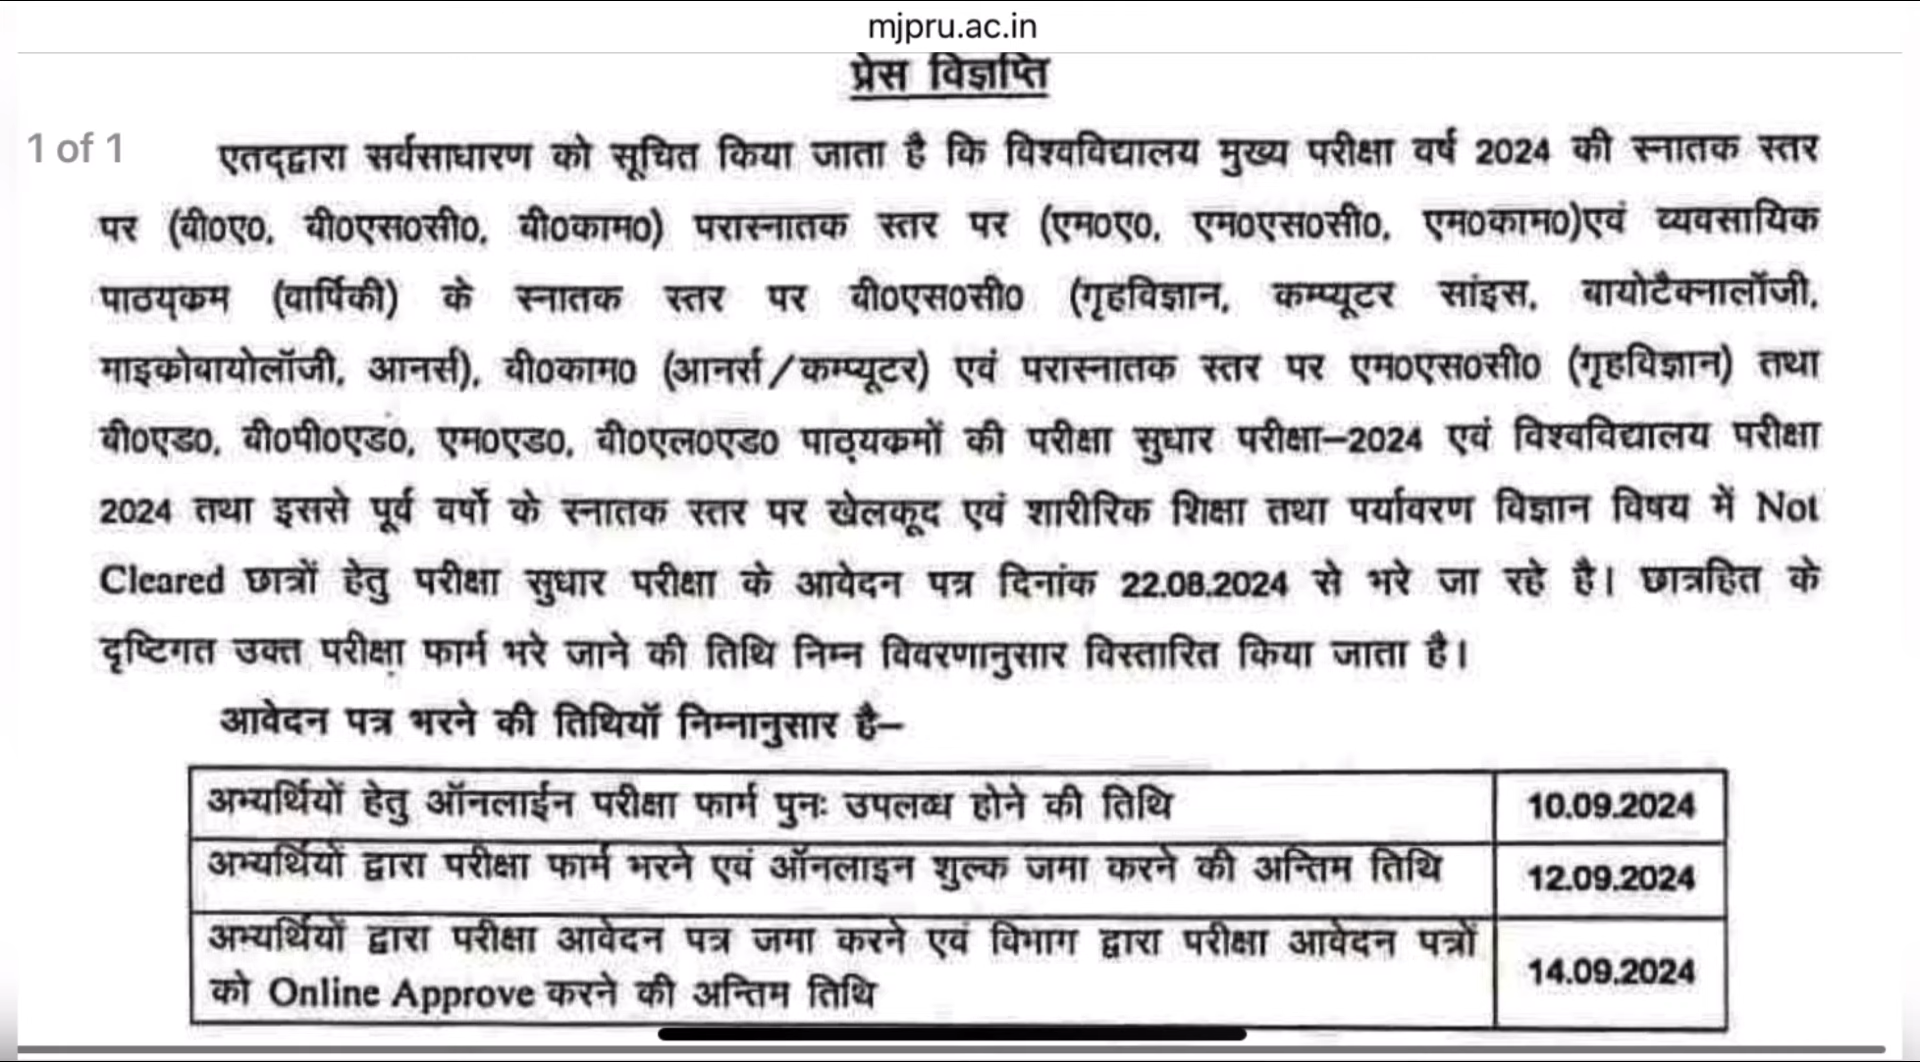 mjpru.ac.in
प्रेस विज्ञप्ति
1 of 1
एतद्द्वारा सर्वसाधारण को सूचित किया जाता है कि विश्वविद्यालय मुख्य परीक्षा वर्ष 2024 की स्नातक स्तर
पर (बी०ए०, बी०एस०सी०, बी०काम०) परास्नातक स्तर पर (एम०ए०, एम०एस०सी०, एम०काम०)एवं व्यवसायिक
पाठय्कम (वार्षिकी) के स्नातक स्तर पर बी०एस०सी० (गृहविज्ञान, कम्प्यूटर सांइस, बायोटैक्नालॉजी,
माइकोबायोलॉजी, आनर्स), बी०काम० (आनर्स/कम्प्यूटर) एवं परास्नातक स्तर पर एम०एस०सी० (गृहविज्ञान) तथा
बी०एड०, बी०पी०एड०, एम०एड०, बी०एल०एड० पाठ्यकमों की परीक्षा सुधार परीक्षा–2024 एवं विश्वविद्यालय परीक्षा
2024 तथा इससे पूर्व वर्षो के स्नातक स्तर पर खेलकूद एवं शारीरिक शिक्षा तथा पर्यावरण विज्ञान विषय में Not
Cleared छात्रों हेतु परीक्षा सुधार परीक्षा के आवेदन पत्र दिनांक 22.08.2024 से भरे जा रहे है। छात्रहित के
दृष्टिगत उक्त परीक्षा फार्म भरे जाने की तिथि निम्न विवरणानुसार विस्तारित किया जाता है।
आवेदन पत्र भरने की तिथियॉ निम्नानुसार है–
अभ्यर्थियों हेतु ऑनलाईन परीक्षा फार्म पुनः उपलब्ध होने की तिथि 10.09.2024
अभ्यर्थियों द्वारा परीक्षा फार्म भरने एवं ऑनलाइन शुल्क जमा करने की अन्तिम तिथि 12.09.2024
अभ्यर्थियों द्वारा परीक्षा आवेदन पत्र जमा करने एवं विभाग द्वारा परीक्षा आवेदन पत्रों
को Online Approve करने की अन्तिम तिथि 14.09.2024